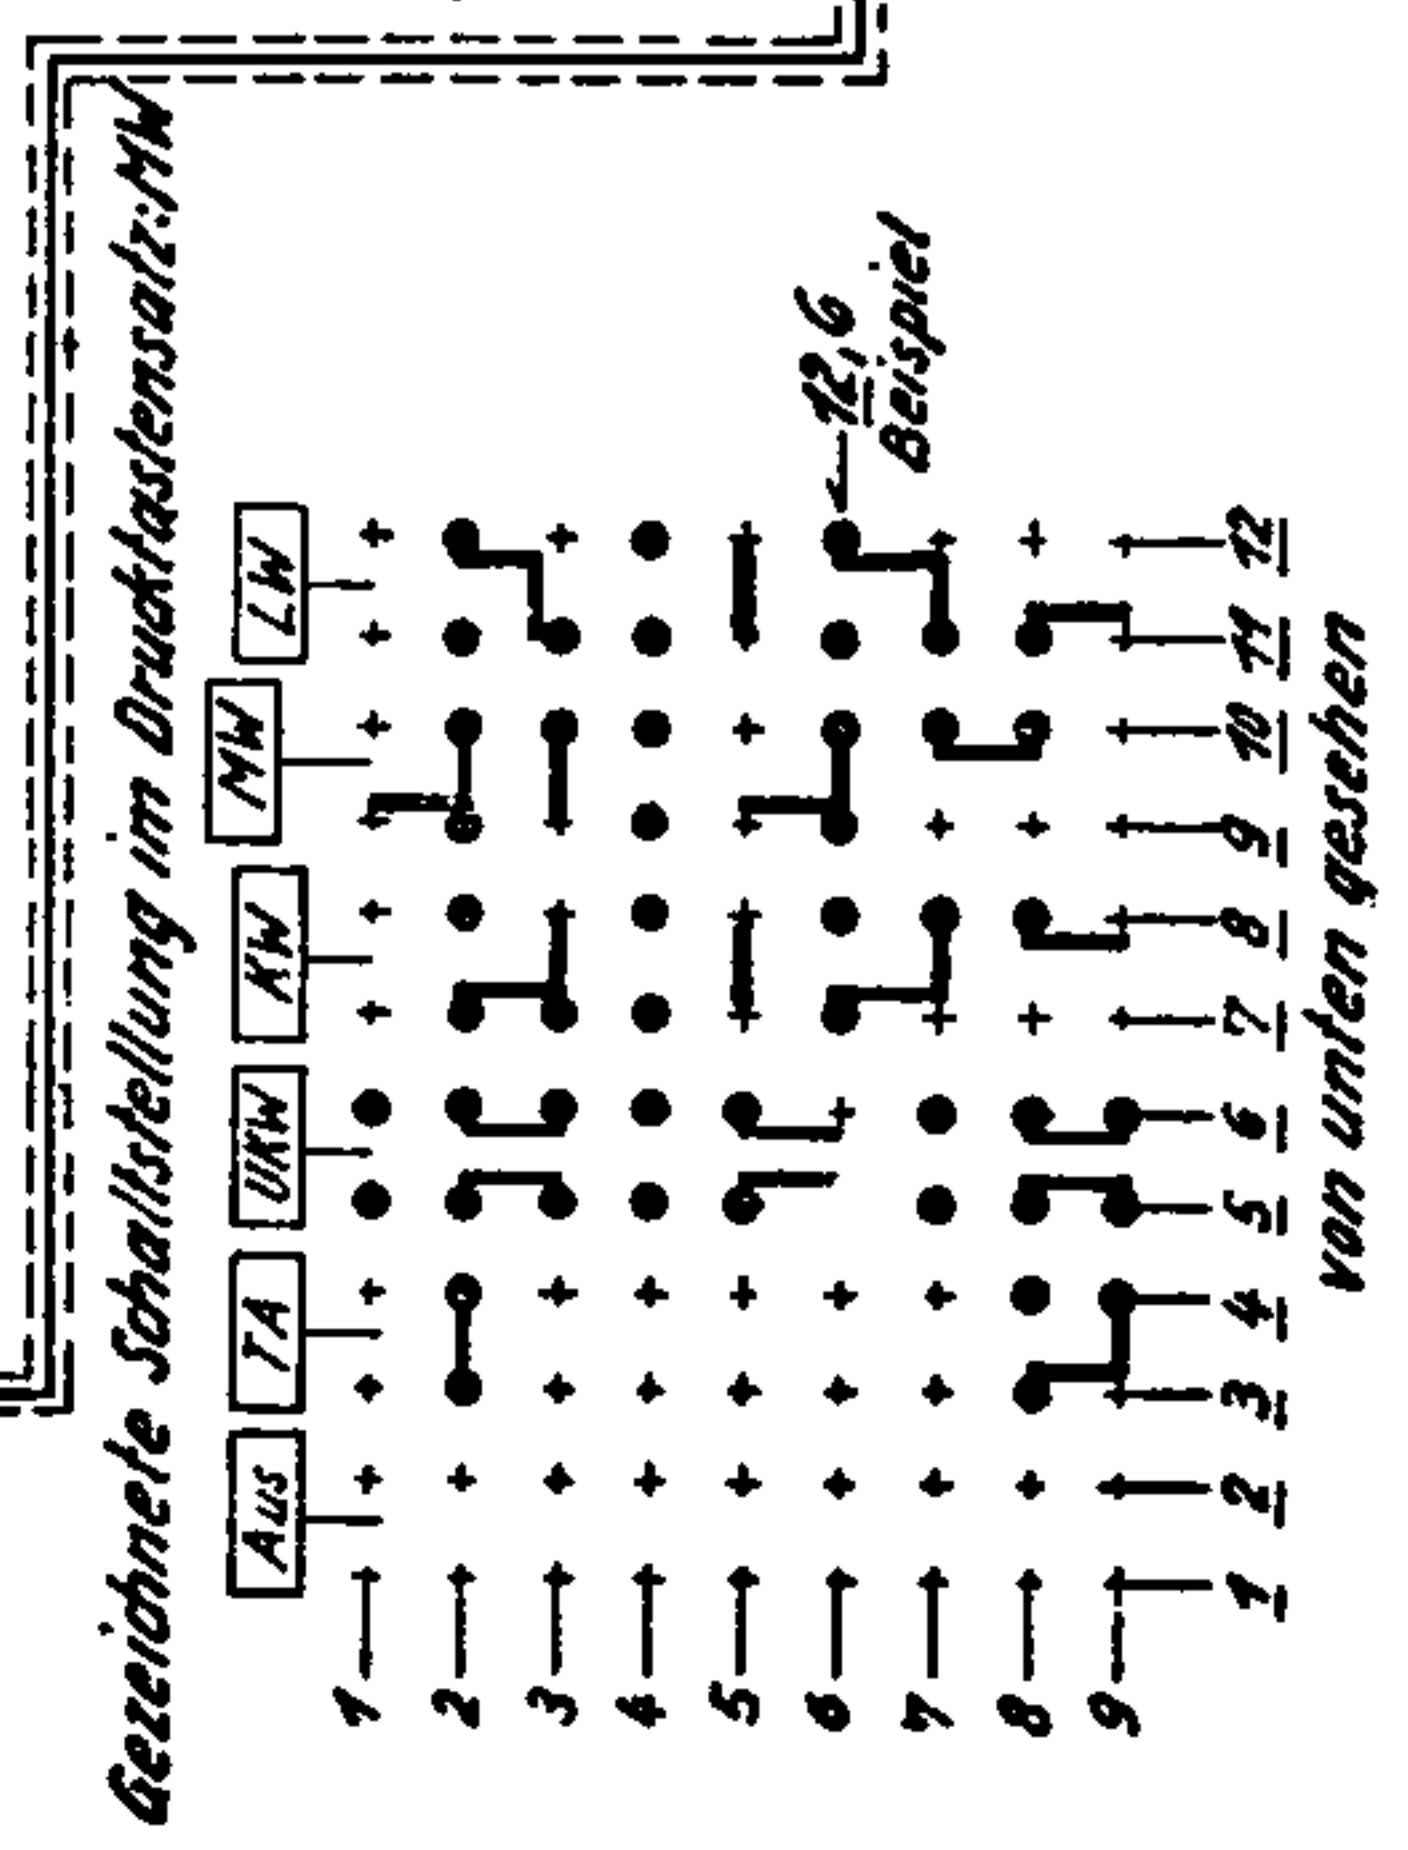 Gezeichnete Schaltstellung im Drucktastensatz: MW
Aus TA UKW KW MW LW
1
2
3
4
5
6
7
8
9
12,6
Beispiel
1 2 3 4 5 6 7 8 9 10 11 12
von unten gesehen